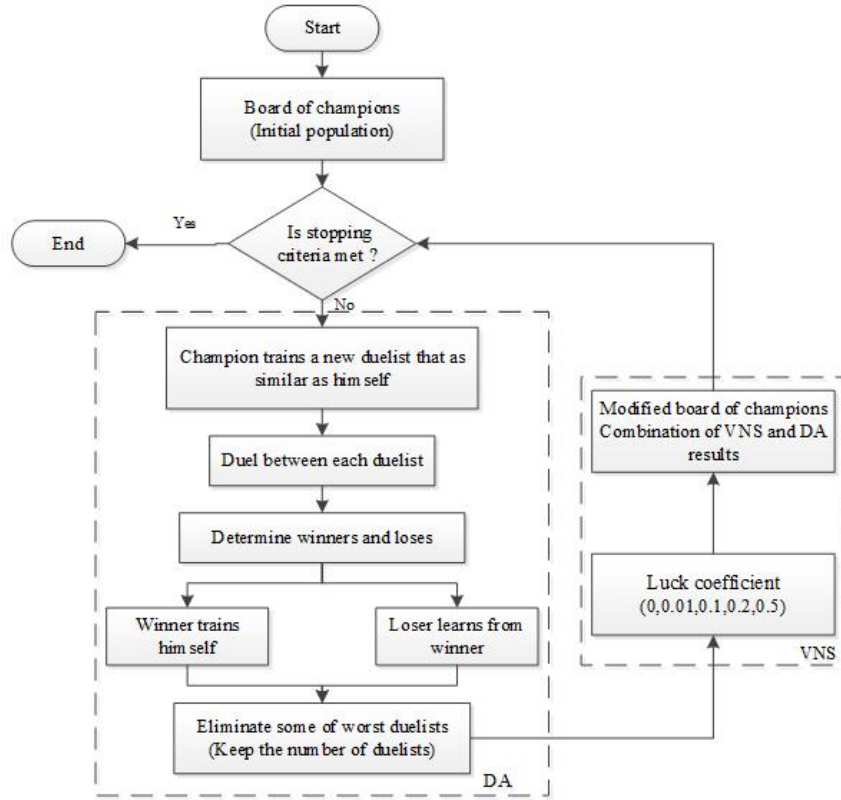 Start
Board of champions
(Initial population)
Yes
End
Is stopping
criteria met ?
No
Champion trains a new duelist that as
similar as him self
Duel between each duelist
Determine winners and loses
Winner trains
him self
Loser learns from
winner
Eliminate some of worst duelists
(Keep the number of duelists)
DA
Modified board of champions
Combination of VNS and DA
results
Luck coefficient
(0,0.01,0.1,0.2,0.5)
VNS